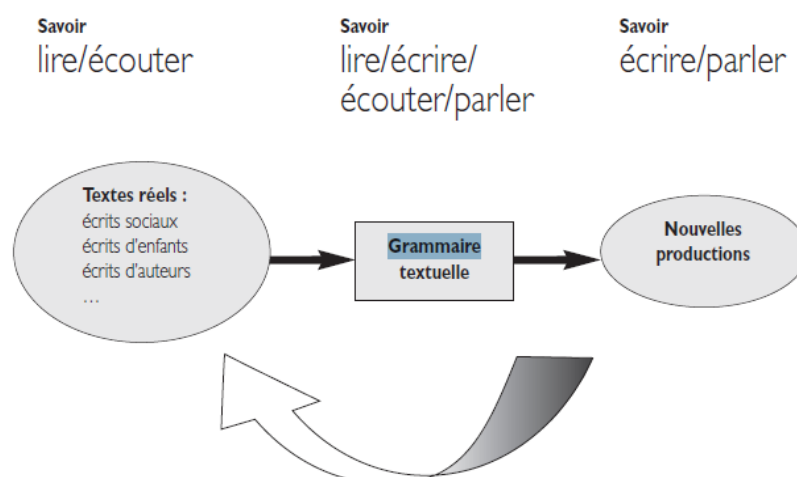 Savoir
lire/écouter
Savoir
lire/écrire/
écouter/parler
Savoir
écrire/parler
Textes réels :
écrits sociaux
écrits d'enfants
écrits d'auteurs
…
Grammaire
textuelle
Nouvelles
productions